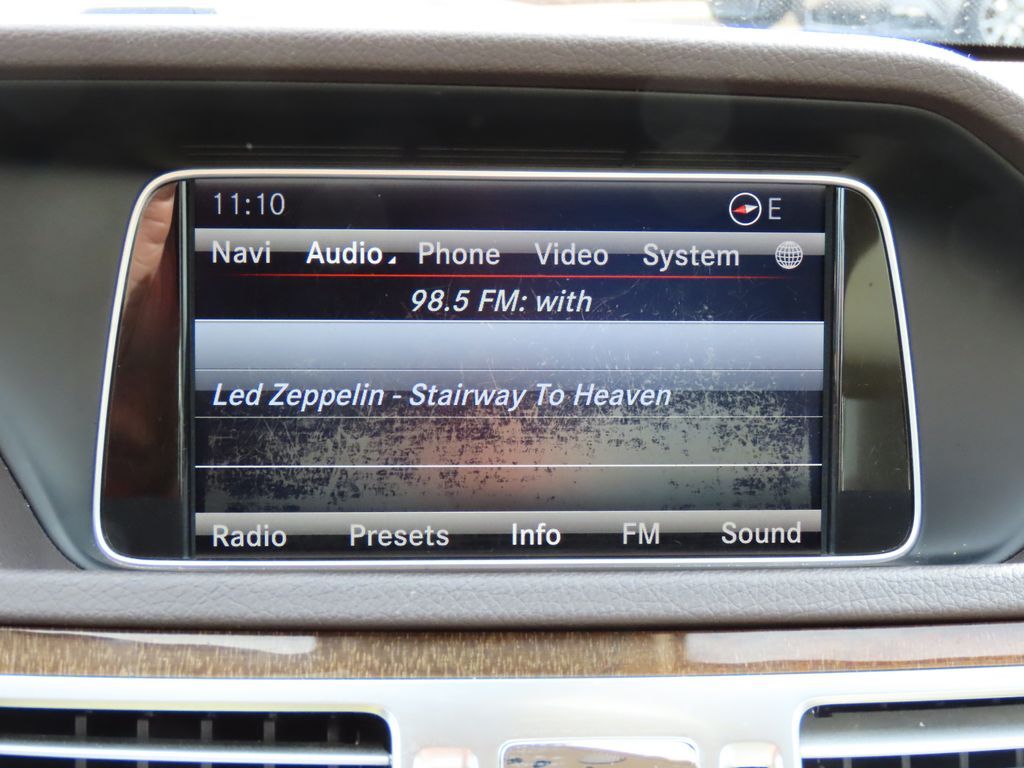 11:10 E
Navi Audio Phone Video System
98.5 FM: with
Led Zeppelin - Stairway To Heaven
Radio Presets Info FM Sound